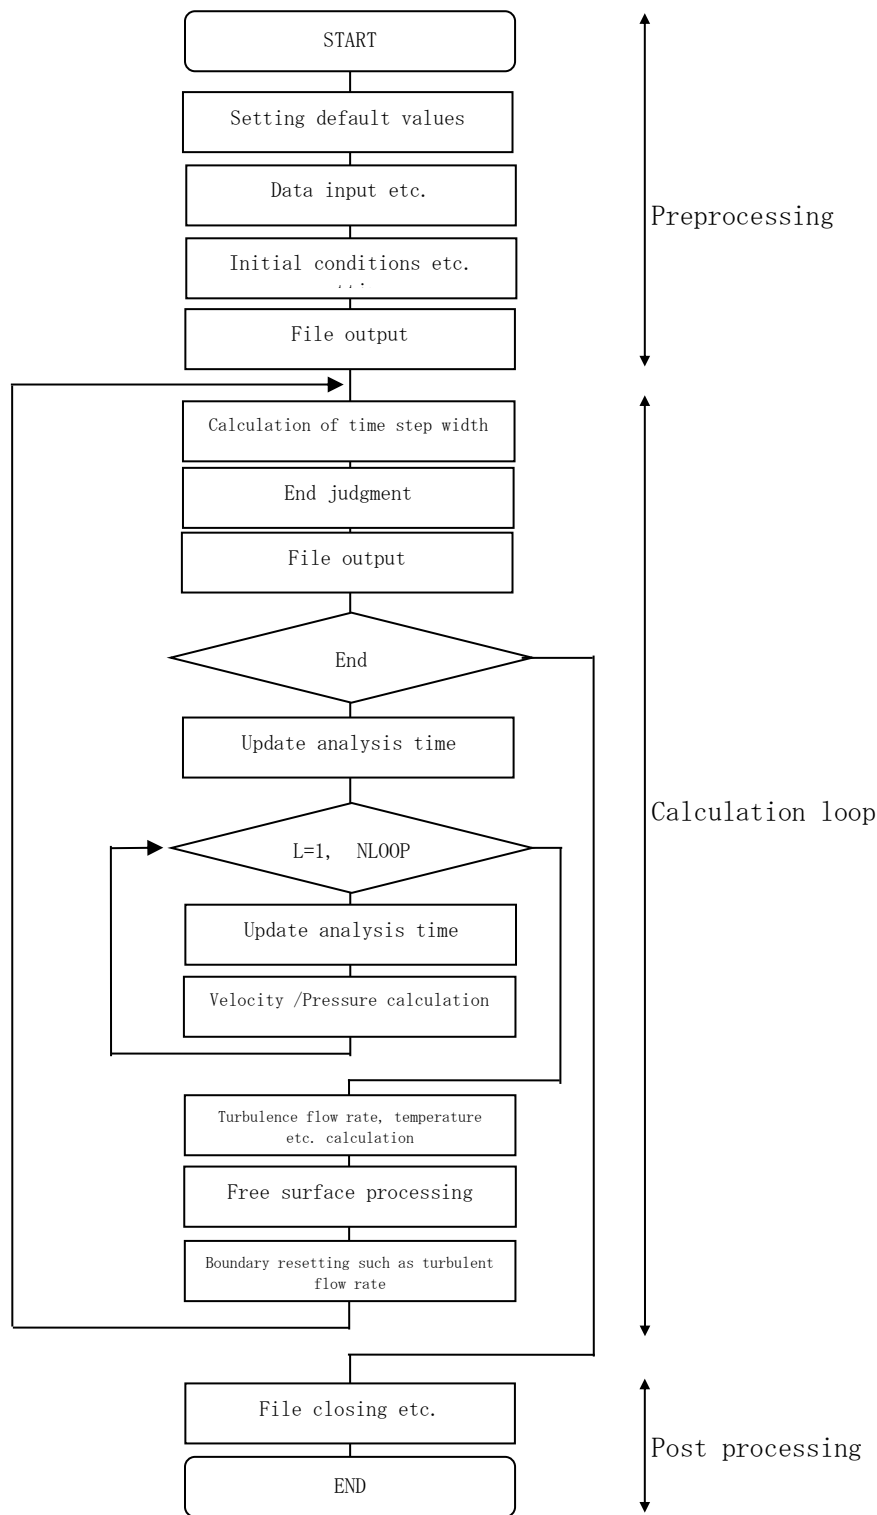 START
Setting default values
Data input etc.
Preprocessing
Initial conditions etc.
File output
Calculation of time step width
End judgment
File output
End
Update analysis time
Calculation loop
L=1, NLOOP
Update analysis time
Velocity /Pressure calculation
Turbulence flow rate, temperature
etc. calculation
Free surface processing
Boundary resetting such as turbulent
flow rate
File closing etc.
Post processing
END